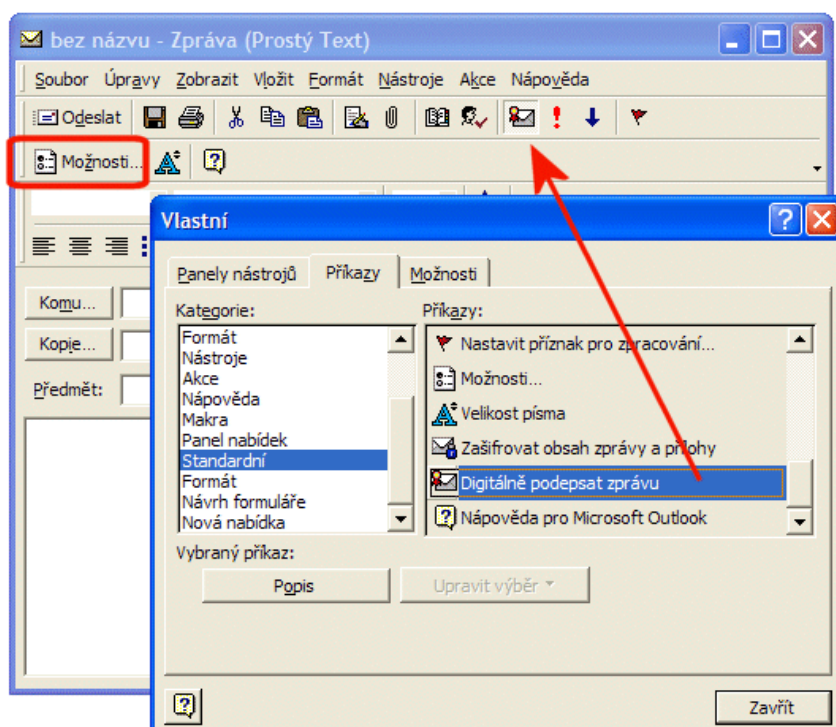 bez názvu - Zpráva (Prostý Text)
Soubor Úpravy Zobrazit Vložit Formát Nástroje Akce Nápověda
Odeslat
Možnosti...
Vlastní
Panely nástrojů Příkazy Možnosti
Komu...
Kopie...
Předmět:
Kategorie:
Formát
Nástroje
Akce
Nápověda
Makra
Panel nabídek
Standardní
Formát
Návrh formuláře
Nová nabídka
Příkazy:
Nastavit příznak pro zpracování...
Možnosti...
Velikost písma
Zašifrovat obsah zprávy a přílohy
Digitálně podepsat zprávu
Nápověda pro Microsoft Outlook
Vybraný příkaz:
Popis Upravit výběr
Zavřít